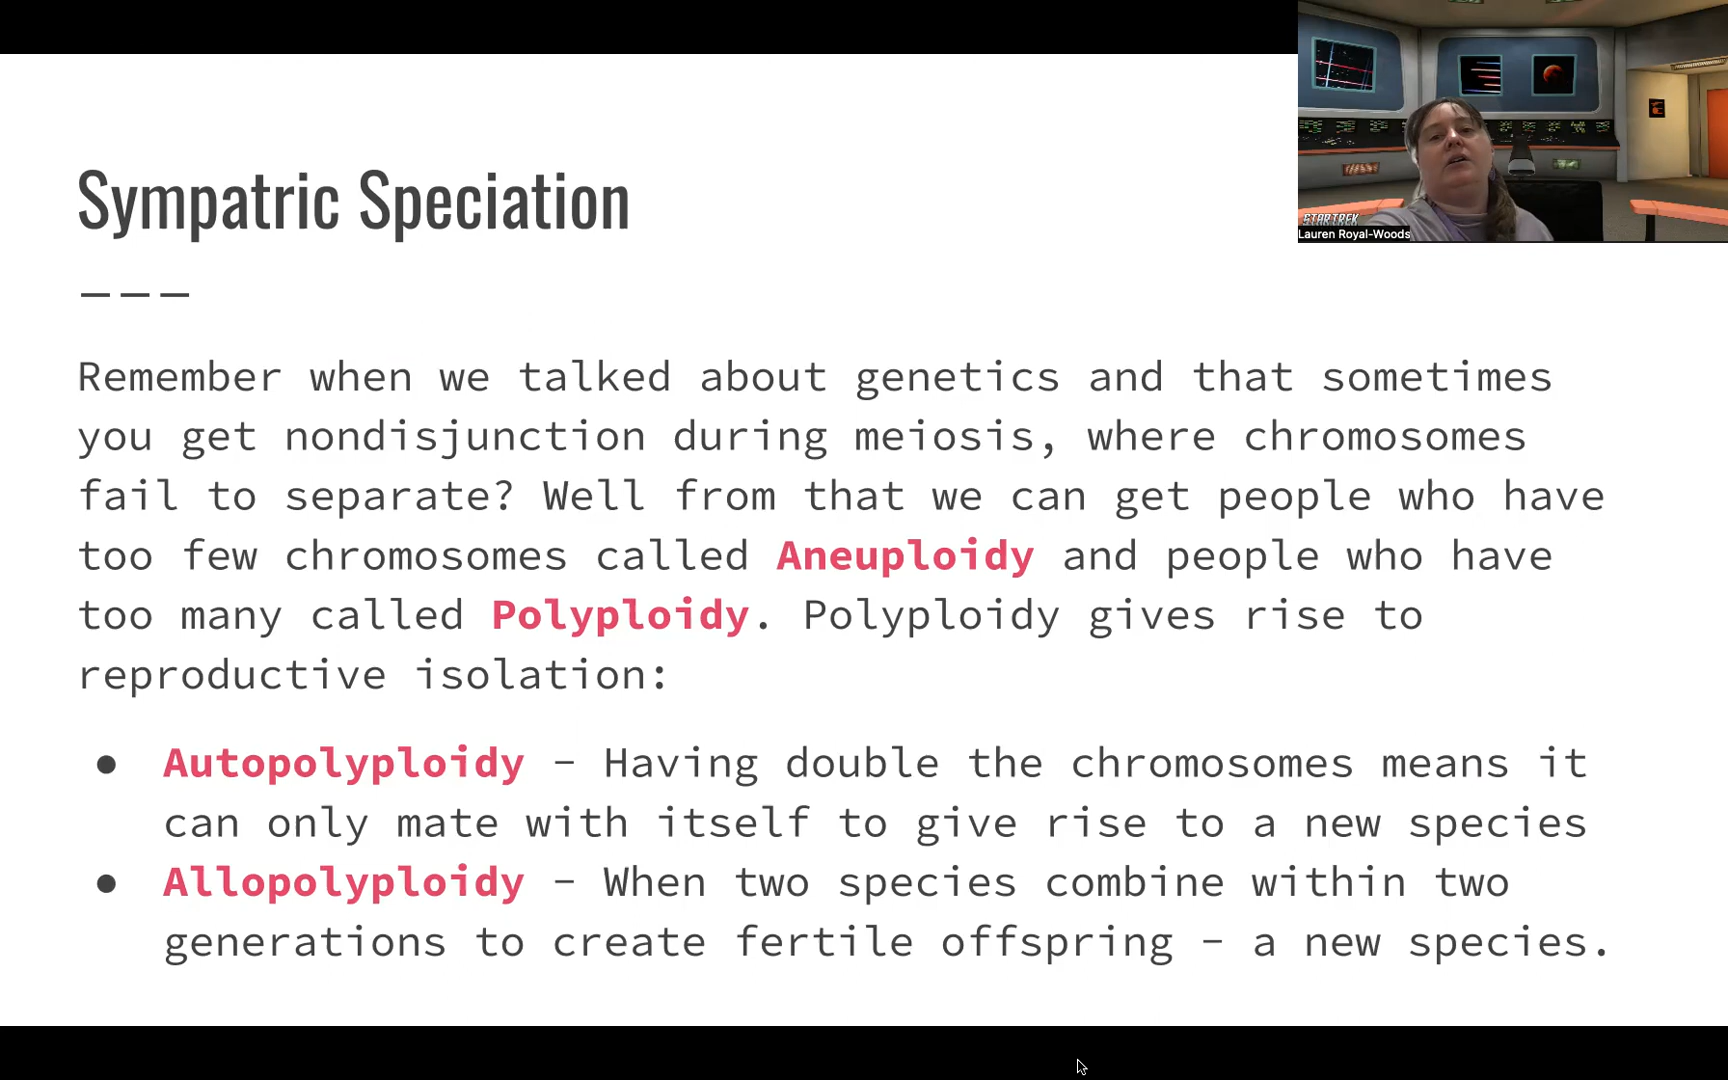 STAR TREK
Lauren Royal-Woods
Sympatric Speciation
Remember when we talked about genetics and that sometimes
you get nondisjunction during meiosis, where chromosomes
fail to separate? Well from that we can get people who have
too few chromosomes called Aneuploidy and people who have
too many called Polyploidy. Polyploidy gives rise to
reproductive isolation:
● Autopolyploidy - Having double the chromosomes means it
can only mate with itself to give rise to a new species
● Allopolyploidy - When two species combine within two
generations to create fertile offspring - a new species.